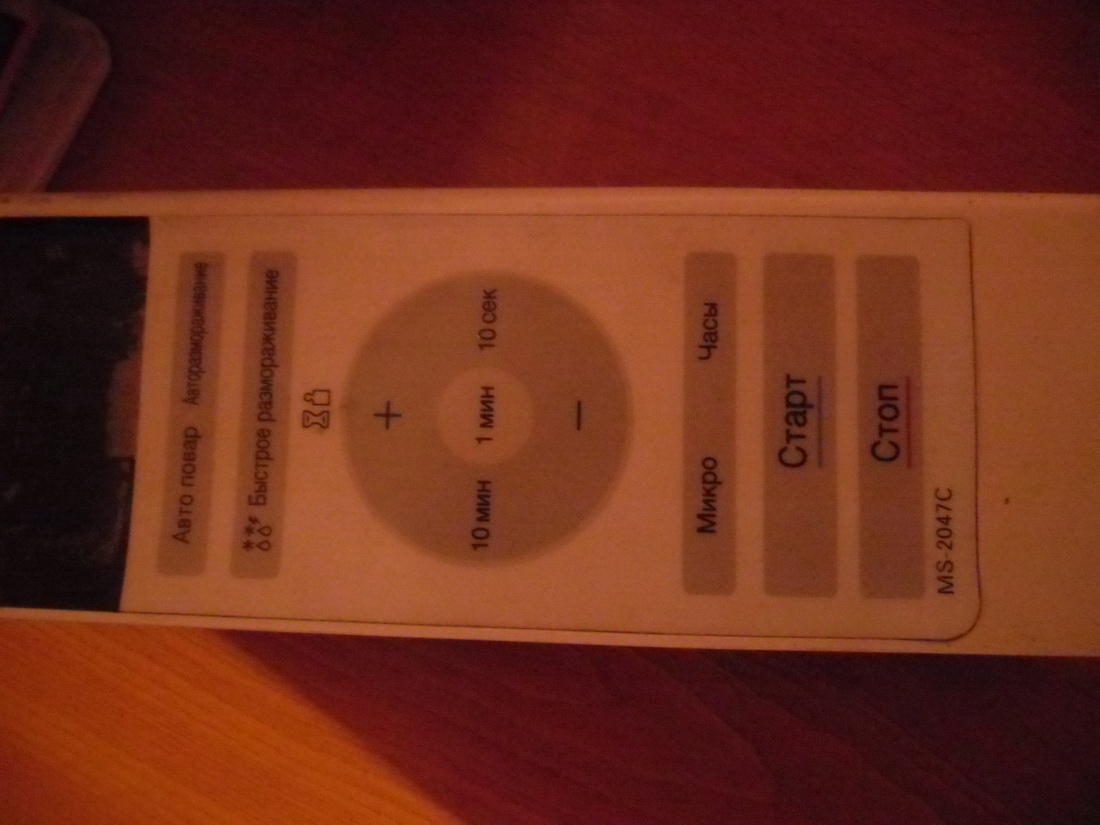 Авто повар Авторазмораживание
Быстрое размораживание
+
10 мин 1 мин 10 сек
−
Микро Часы
Старт
Стоп
MS-2047C